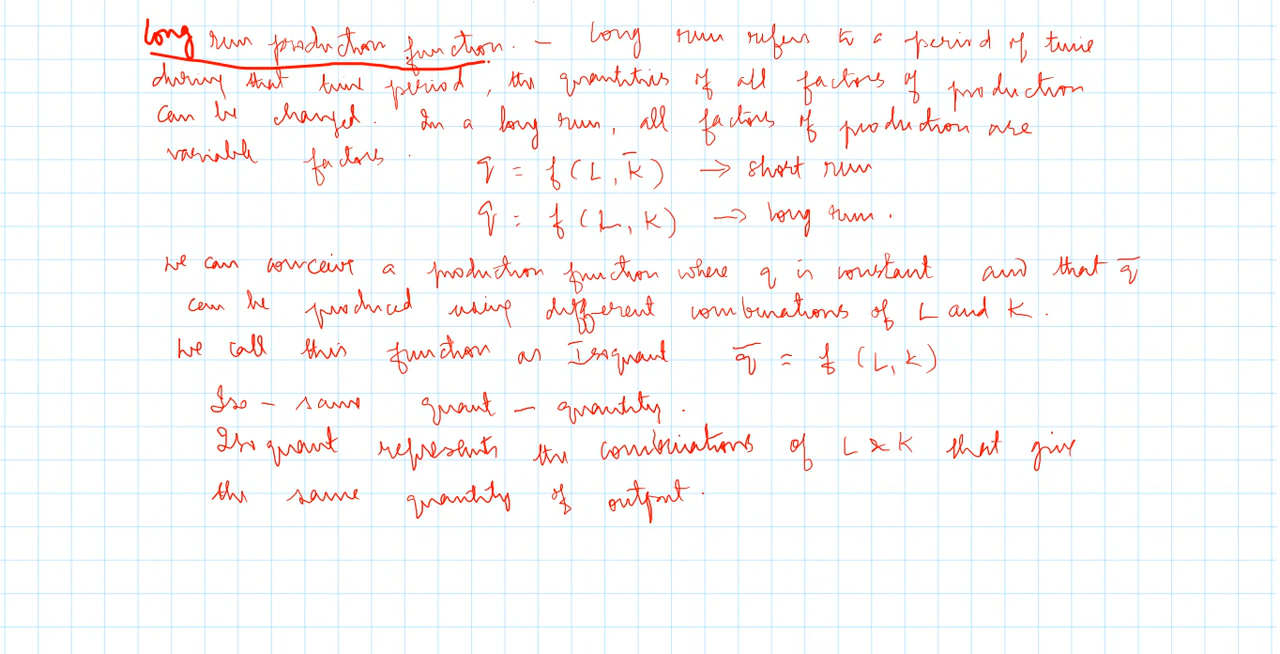 Long run production function. - Long run refers to a period of time
during that time period, the quantities of all factors of production
can be changed. In a long run, all factors of production are
variable factors.
q = f(L, K̄) → short run
q = f(L, K) → long run.
We can conceive a production function where q is constant and that q̄
can be produced using different combinations of L and K.
We call this function as Isoquant q̄ = f (L, K)
Iso - same quant - quantity.
Isoquant represents the combinations of L & K that give
the same quantity of output.